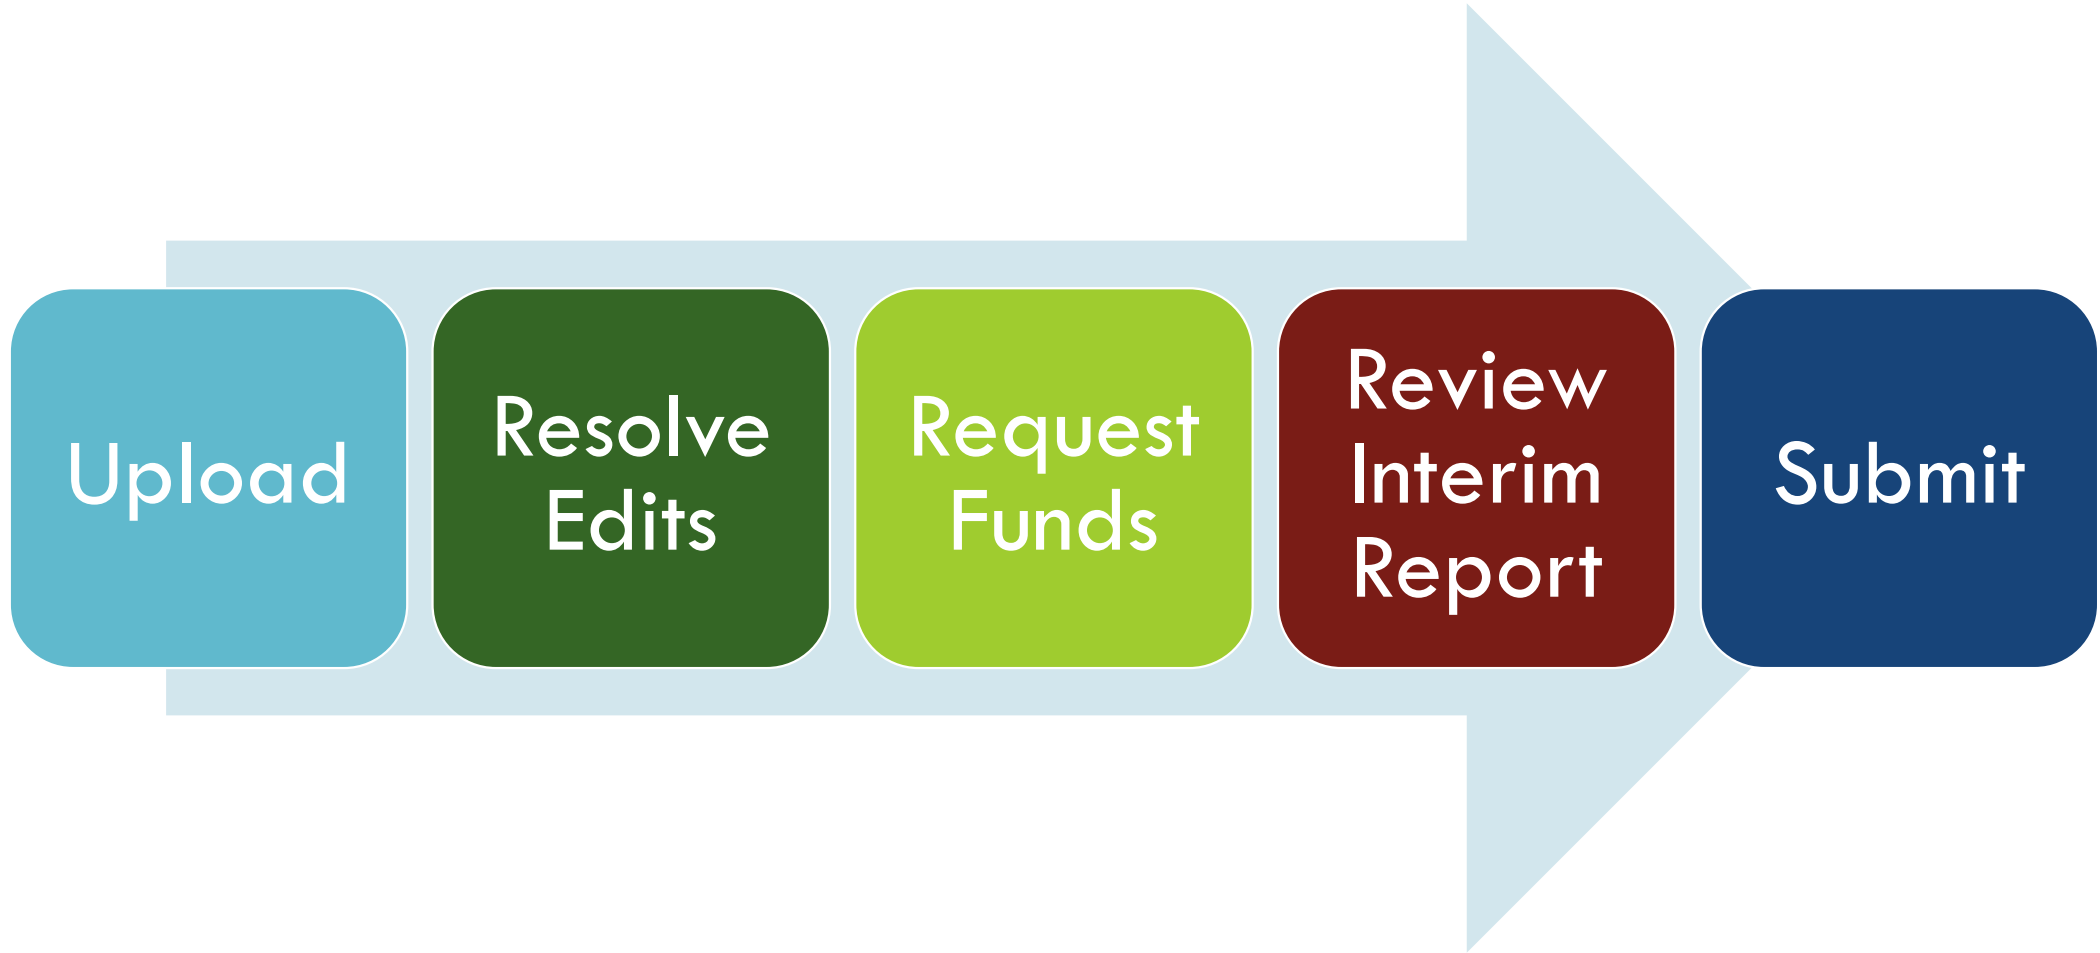 Upload
Resolve
Edits
Request
Funds
Review
Interim
Report
Submit